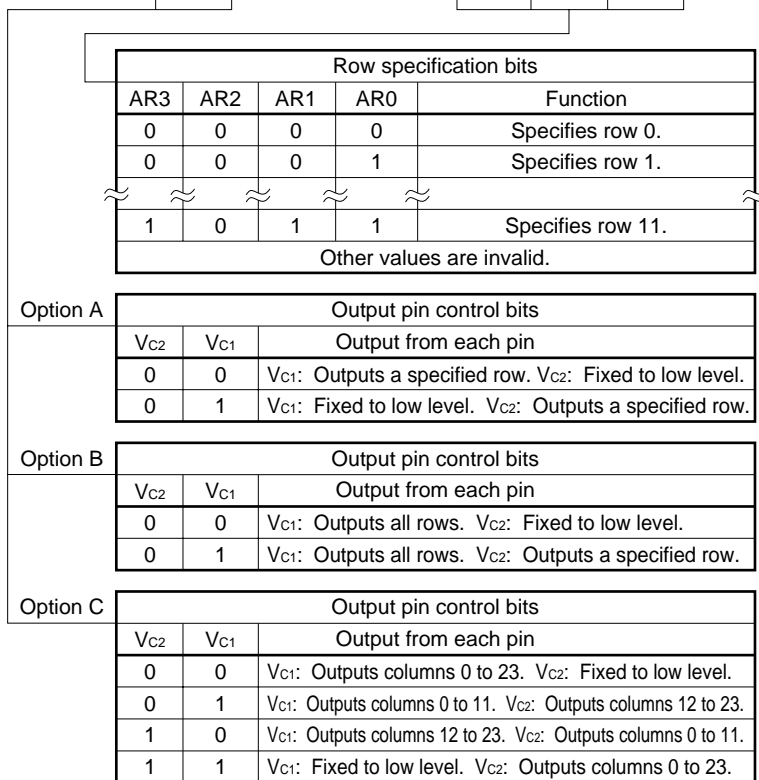 Row specification bits
AR3 AR2 AR1 AR0 Function
0 0 0 0 Specifies row 0.
0 0 0 1 Specifies row 1.
1 0 1 1 Specifies row 11.
Other values are invalid.
Option A Output pin control bits
VC2 VC1 Output from each pin
0 0 VC1: Outputs a specified row. VC2: Fixed to low level.
0 1 VC1: Fixed to low level. VC2: Outputs a specified row.
Option B Output pin control bits
VC2 VC1 Output from each pin
0 0 VC1: Outputs all rows. VC2: Fixed to low level.
0 1 VC1: Outputs all rows. VC2: Outputs a specified row.
Option C Output pin control bits
VC2 VC1 Output from each pin
0 0 VC1: Outputs columns 0 to 23. VC2: Fixed to low level.
0 1 VC1: Outputs columns 0 to 11. VC2: Outputs columns 12 to 23.
1 0 VC1: Outputs columns 12 to 23. VC2: Outputs columns 0 to 11.
1 1 VC1: Fixed to low level. VC2: Outputs columns 0 to 23.